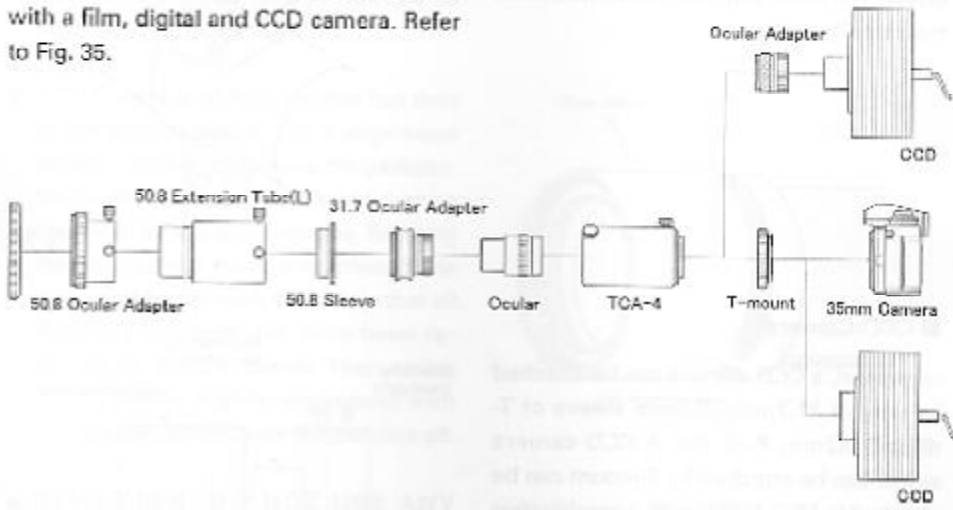 with a film, digital and CCD camera. Refer
to Fig. 35.
Ocular Adapter
CCD
50.8 Extension Tube(L)
31.7 Ocular Adapter
50.8 Ocular Adapter
50.8 Sleeve
Ocular
TCA-4
T-mount
35mm Camera
CCD